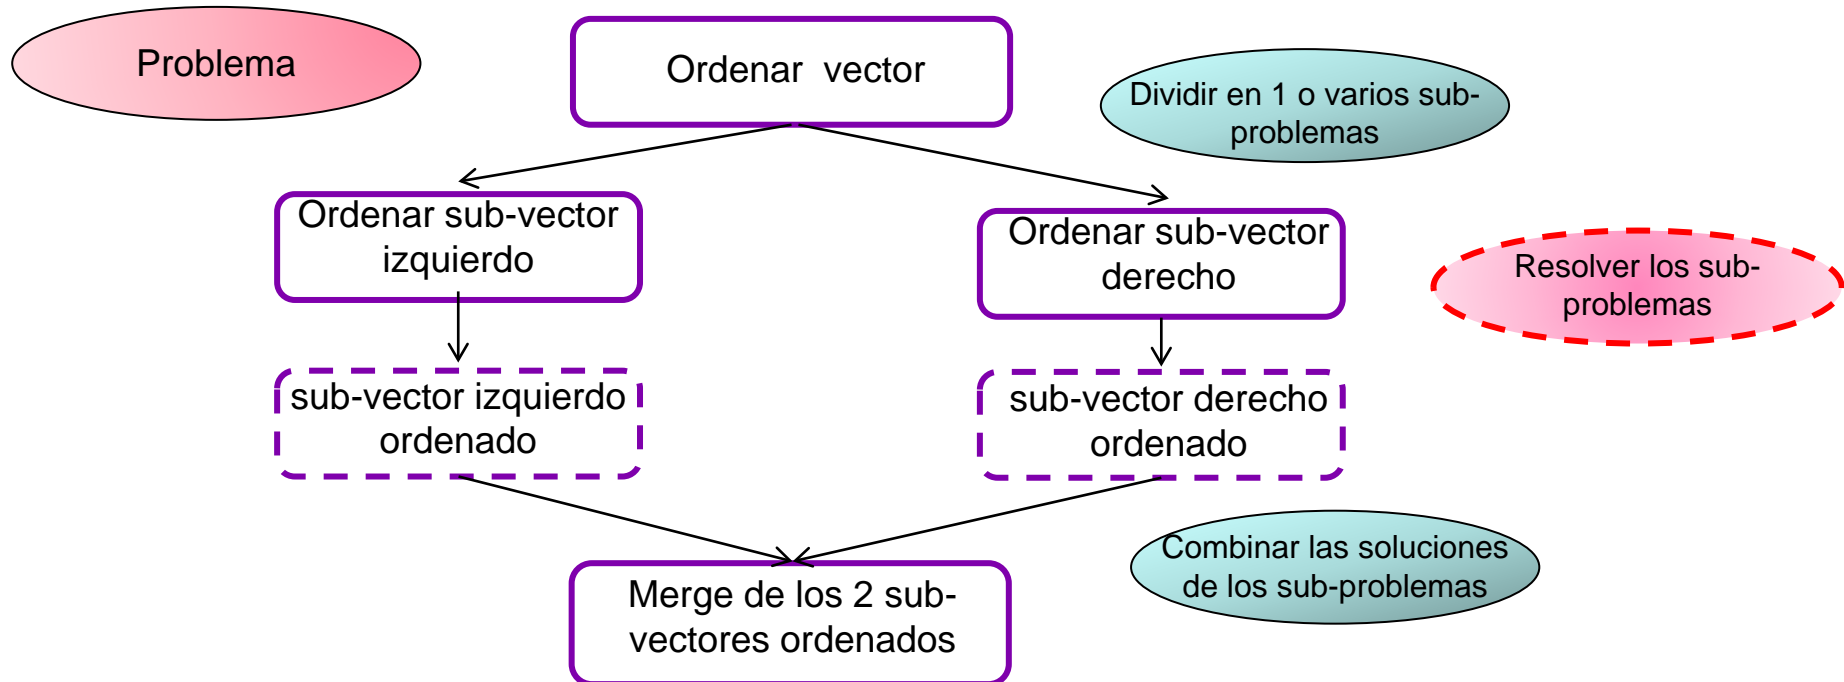 Problema
Ordenar vector
Dividir en 1 o varios sub-
problemas
Ordenar sub-vector
izquierdo
Ordenar sub-vector
derecho
Resolver los sub-
problemas
sub-vector izquierdo
ordenado
sub-vector derecho
ordenado
Combinar las soluciones
de los sub-problemas
Merge de los 2 sub-
vectores ordenados